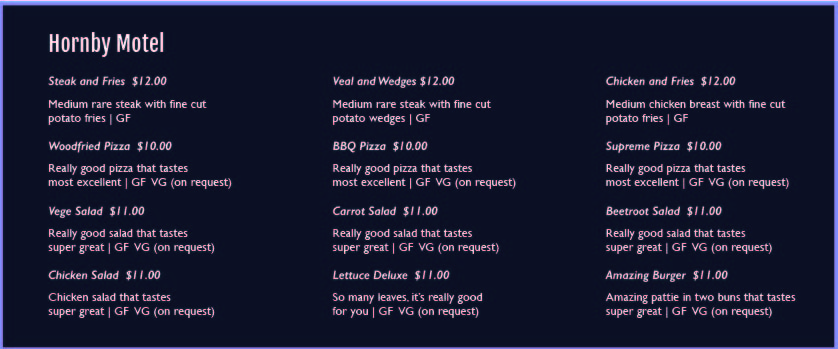 Hornby Motel
Steak and Fries $12.00
Medium rare steak with fine cut
potato fries | GF
Woodfried Pizza $10.00
Really good pizza that tastes
most excellent | GF VG (on request)
Vege Salad $11.00
Really good salad that tastes
super great | GF VG (on request)
Chicken Salad $11.00
Chicken salad that tastes
super great | GF VG (on request)
Veal and Wedges $12.00
Medium rare steak with fine cut
potato wedges | GF
BBQ Pizza $10.00
Really good pizza that tastes
most excellent | GF VG (on request)
Carrot Salad $11.00
Really good salad that tastes
super great | GF VG (on request)
Lettuce Deluxe $11.00
So many leaves, it's really good
for you | GF VG (on request)
Chicken and Fries $12.00
Medium chicken breast with fine cut
potato fries | GF
Supreme Pizza $10.00
Really good pizza that tastes
most excellent | GF VG (on request)
Beetroot Salad $11.00
Really good salad that tastes
super great | GF VG (on request)
Amazing Burger $11.00
Amazing pattie in two buns that tastes
super great | GF VG (on request)